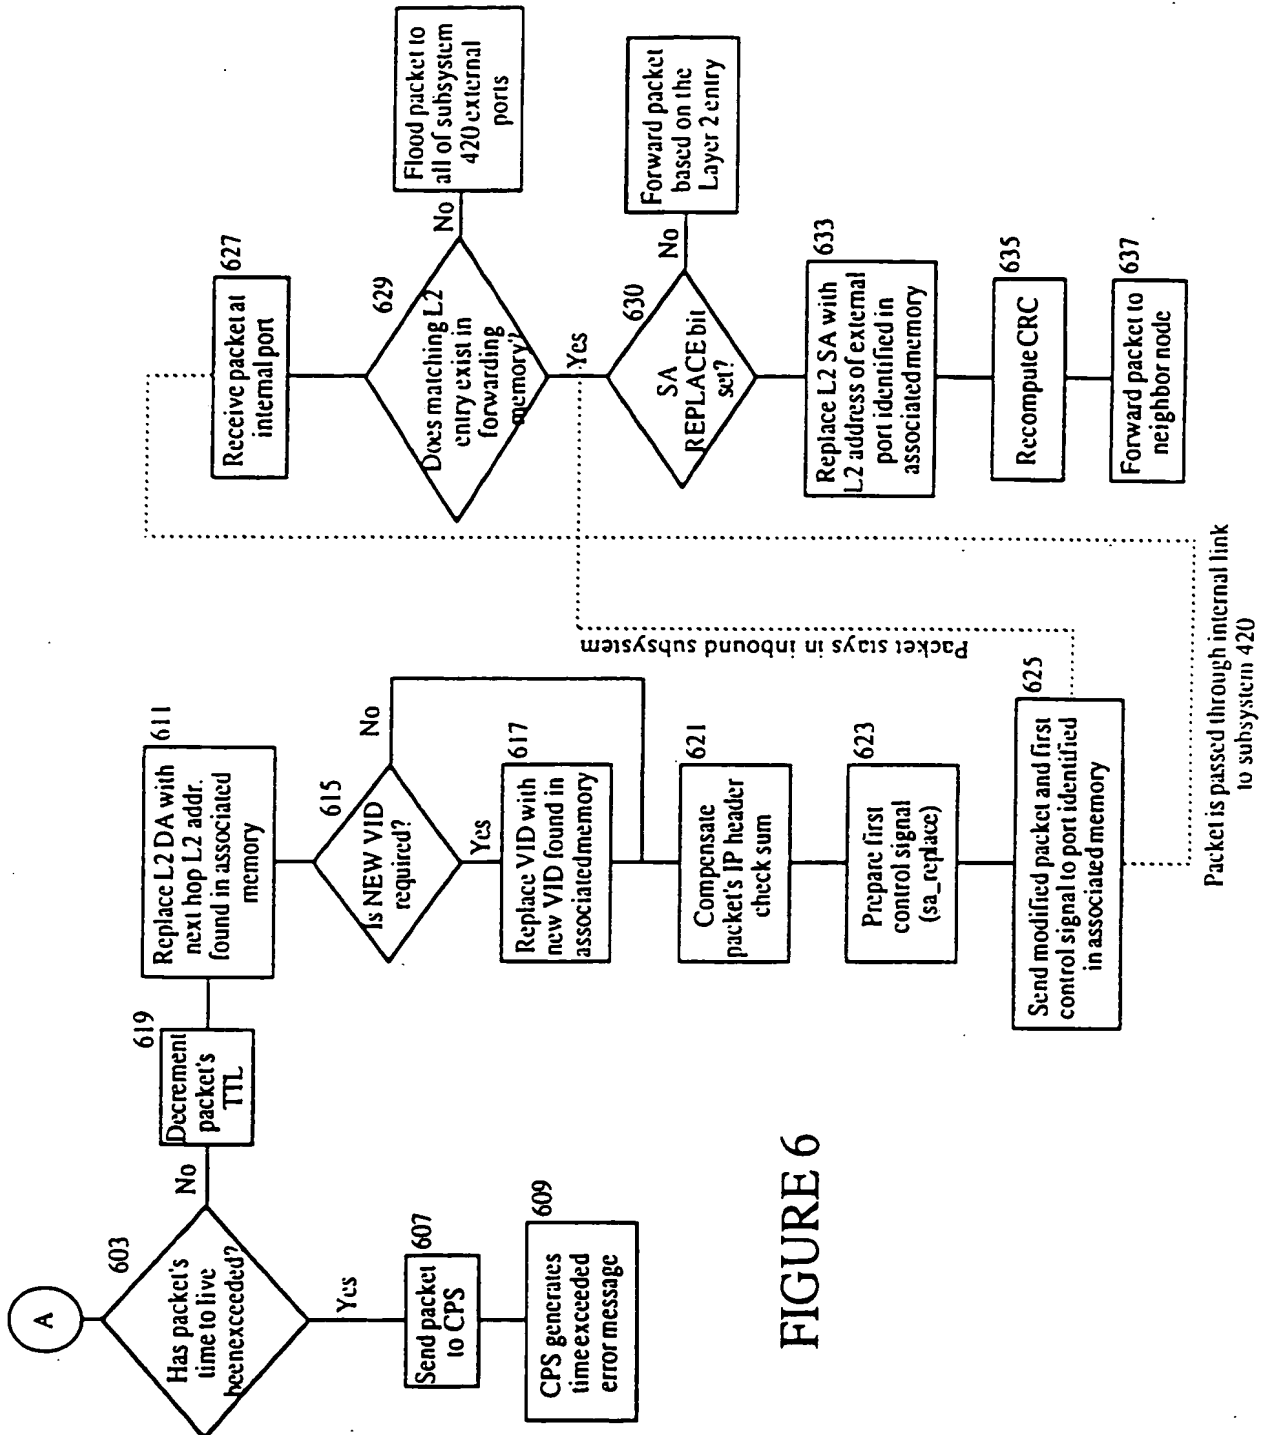 A
603
Has packet's
time to live
been exceeded?
No
Yes
607
Send packet
to CPS
609
CPS generates
time exceeded
error message
619
Decrement
packet's
TTL
611
Replace L2 DA with
next hop L2 addr.
found in associated
memory
615
Is NEW VID
required?
No
Yes
617
Replace VID with
new VID found in
associated memory
621
Compensate
packet's IP header
check sum
623
Prepare first
control signal
(sa_replace)
625
Send modified packet and first
control signal to port identified
in associated memory
Packet stays in inbound subsystem
Packet is passed through internal link
to subsystem 420
627
Receive packet at
internal port
629
Does matching L2
entry exist in
forwarding
memory?
No
Flood packet to
all of subsystem
420 external
ports
Yes
630
SA
REPLACE bit
set?
No
Forward packet
based on the
Layer 2 entry
633
Replace L2 SA with
L2 address of external
port identified in
associated memory
635
Recompute CRC
637
Forward packet to
neighbor node
FIGURE 6